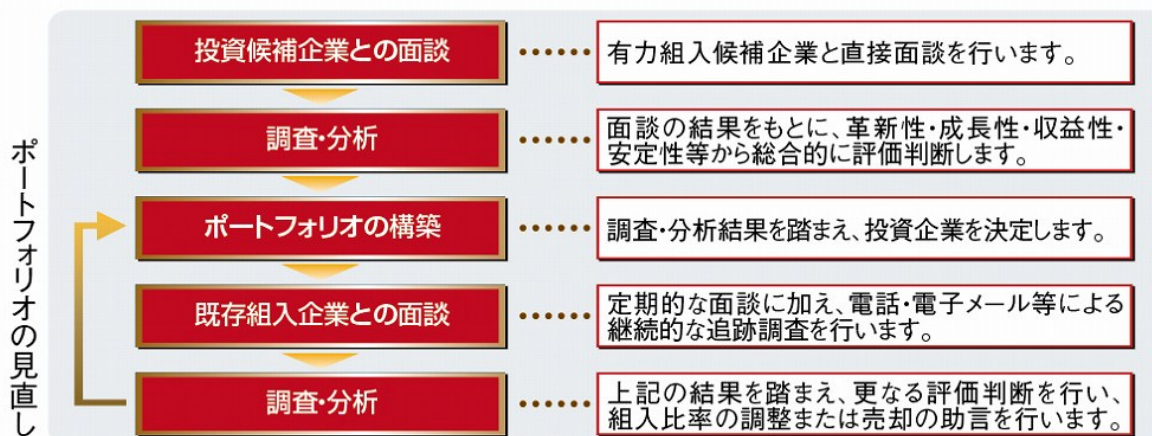 投資候補企業との面談
有力組入候補企業と直接面談を行います。
調査・分析
面談の結果をもとに、革新性・成長性・収益性・
安定性等から総合的に評価判断します。
ポートフォリオの構築
調査・分析結果を踏まえ、投資企業を決定します。
既存組入企業との面談
定期的な面談に加え、電話・電子メール等による
継続的な追跡調査を行います。
調査・分析
上記の結果を踏まえ、更なる評価判断を行い、
組入比率の調整または売却の助言を行います。
ポートフォリオの見直し